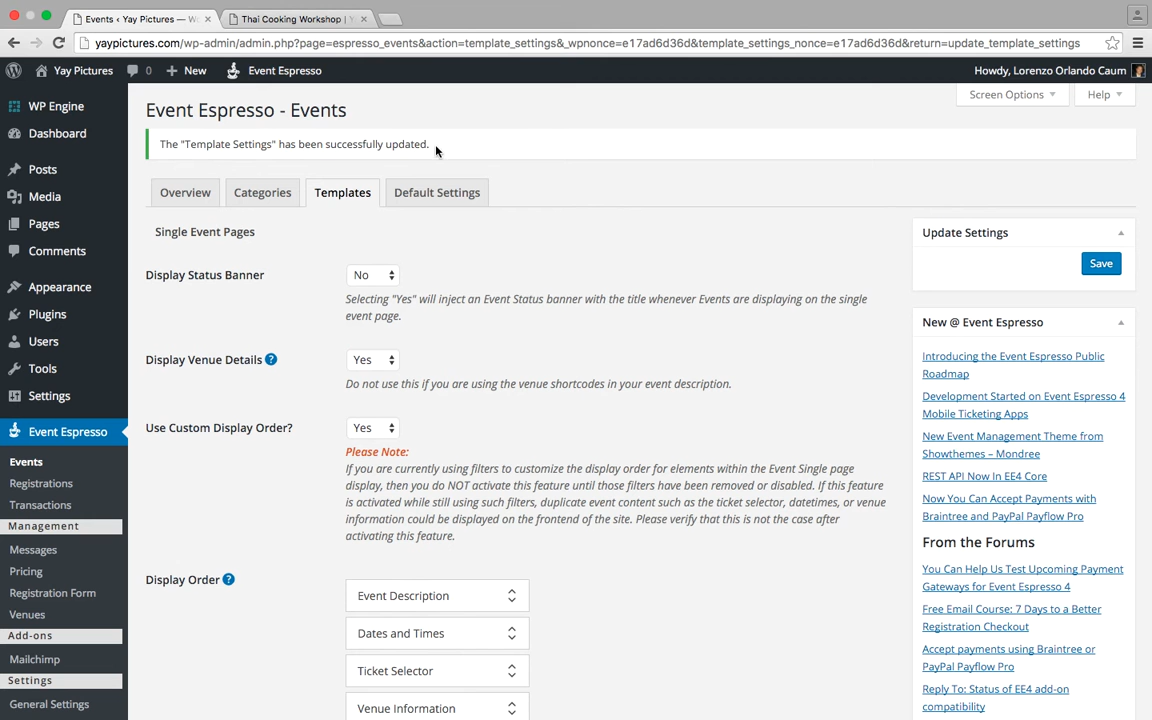 Events ‹ Yay Pictures — W
Thai Cooking Workshop | Y
yaypictures.com/wp-admin/admin.php?page=espresso_events&action=template_settings&_wpnonce=e17ad6d36d&template_settings_nonce=e17ad6d36d&return=update_template_settings
Yay Pictures
0
New
Event Espresso
Howdy, Lorenzo Orlando Caum
WP Engine
Dashboard
Posts
Media
Pages
Comments
Appearance
Plugins
Users
Tools
Settings
Event Espresso
Events
Registrations
Transactions
Management
Messages
Pricing
Registration Form
Venues
Add-ons
Mailchimp
Settings
General Settings
Screen Options
Help
Event Espresso - Events
The "Template Settings" has been successfully updated.
Overview
Categories
Templates
Default Settings
Single Event Pages
Display Status Banner
No
Selecting "Yes" will inject an Event Status banner with the title whenever Events are displaying on the single
event page.
Display Venue Details ?
Yes
Do not use this if you are using the venue shortcodes in your event description.
Use Custom Display Order?
Yes
Please Note:
If you are currently using filters to customize the display order for elements within the Event Single page
display, then you do NOT activate this feature until those filters have been removed or disabled. If this feature
is activated while still using such filters, duplicate event content such as the ticket selector, datetimes, or venue
information could be displayed on the frontend of the site. Please verify that this is not the case after
activating this feature.
Display Order ?
Event Description
Dates and Times
Ticket Selector
Venue Information
Update Settings
Save
New @ Event Espresso
Introducing the Event Espresso Public
Roadmap
Development Started on Event Espresso 4
Mobile Ticketing Apps
New Event Management Theme from
Showthemes – Mondree
REST API Now In EE4 Core
Now You Can Accept Payments with
Braintree and PayPal Payflow Pro
From the Forums
You Can Help Us Test Upcoming Payment
Gateways for Event Espresso 4
Free Email Course: 7 Days to a Better
Registration Checkout
Accept payments using Braintree or
PayPal Payflow Pro
Reply To: Status of EE4 add-on
compatibility